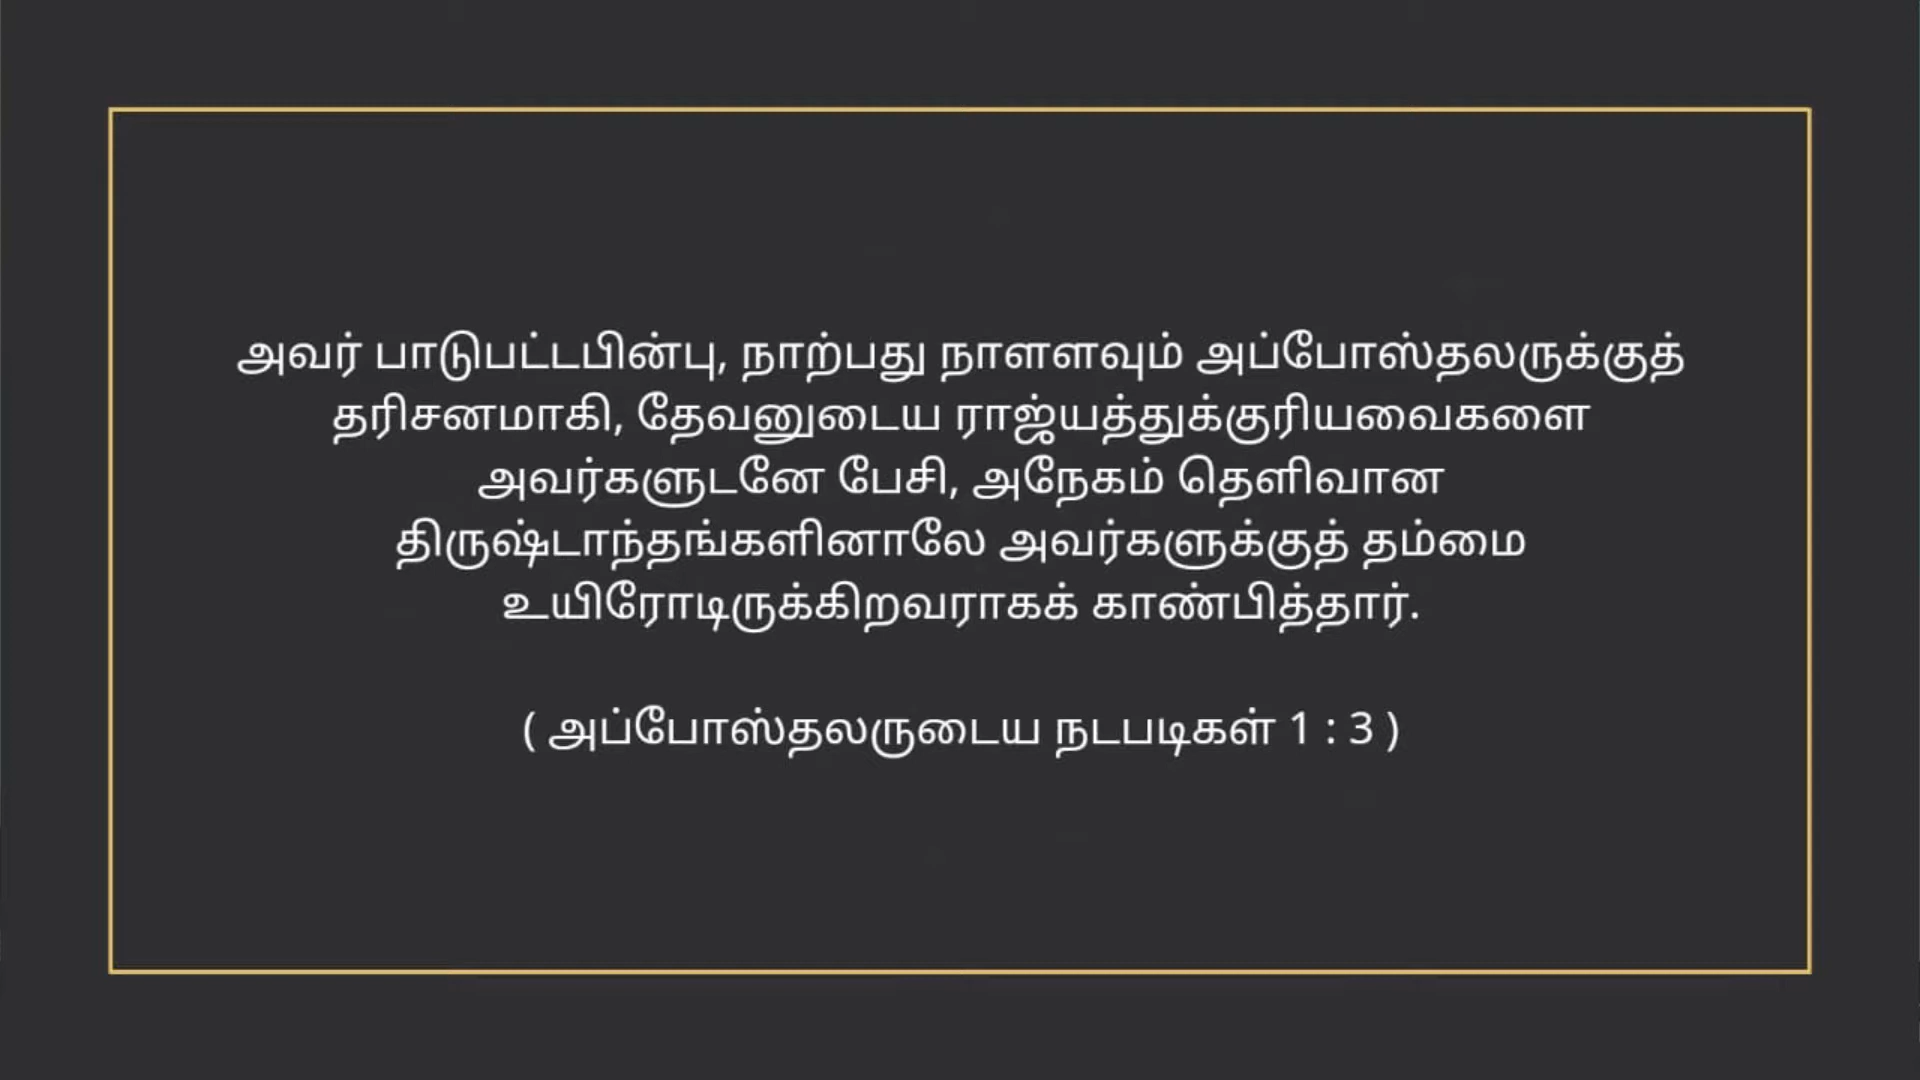 அவர் பாடுபட்டபின்பு, நாற்பது நாளளவும் அப்போஸ்தலருக்குத்
தரிசனமாகி, தேவனுடைய ராஜ்யத்துக்குரியவைகளை
அவர்களுடனே பேசி, அநேகம் தெளிவான
திருஷ்டாந்தங்களினாலே அவர்களுக்குத் தம்மை
உயிரோடிருக்கிறவராகக் காண்பித்தார்.
( அப்போஸ்தலருடைய நடபடிகள் 1 : 3 )